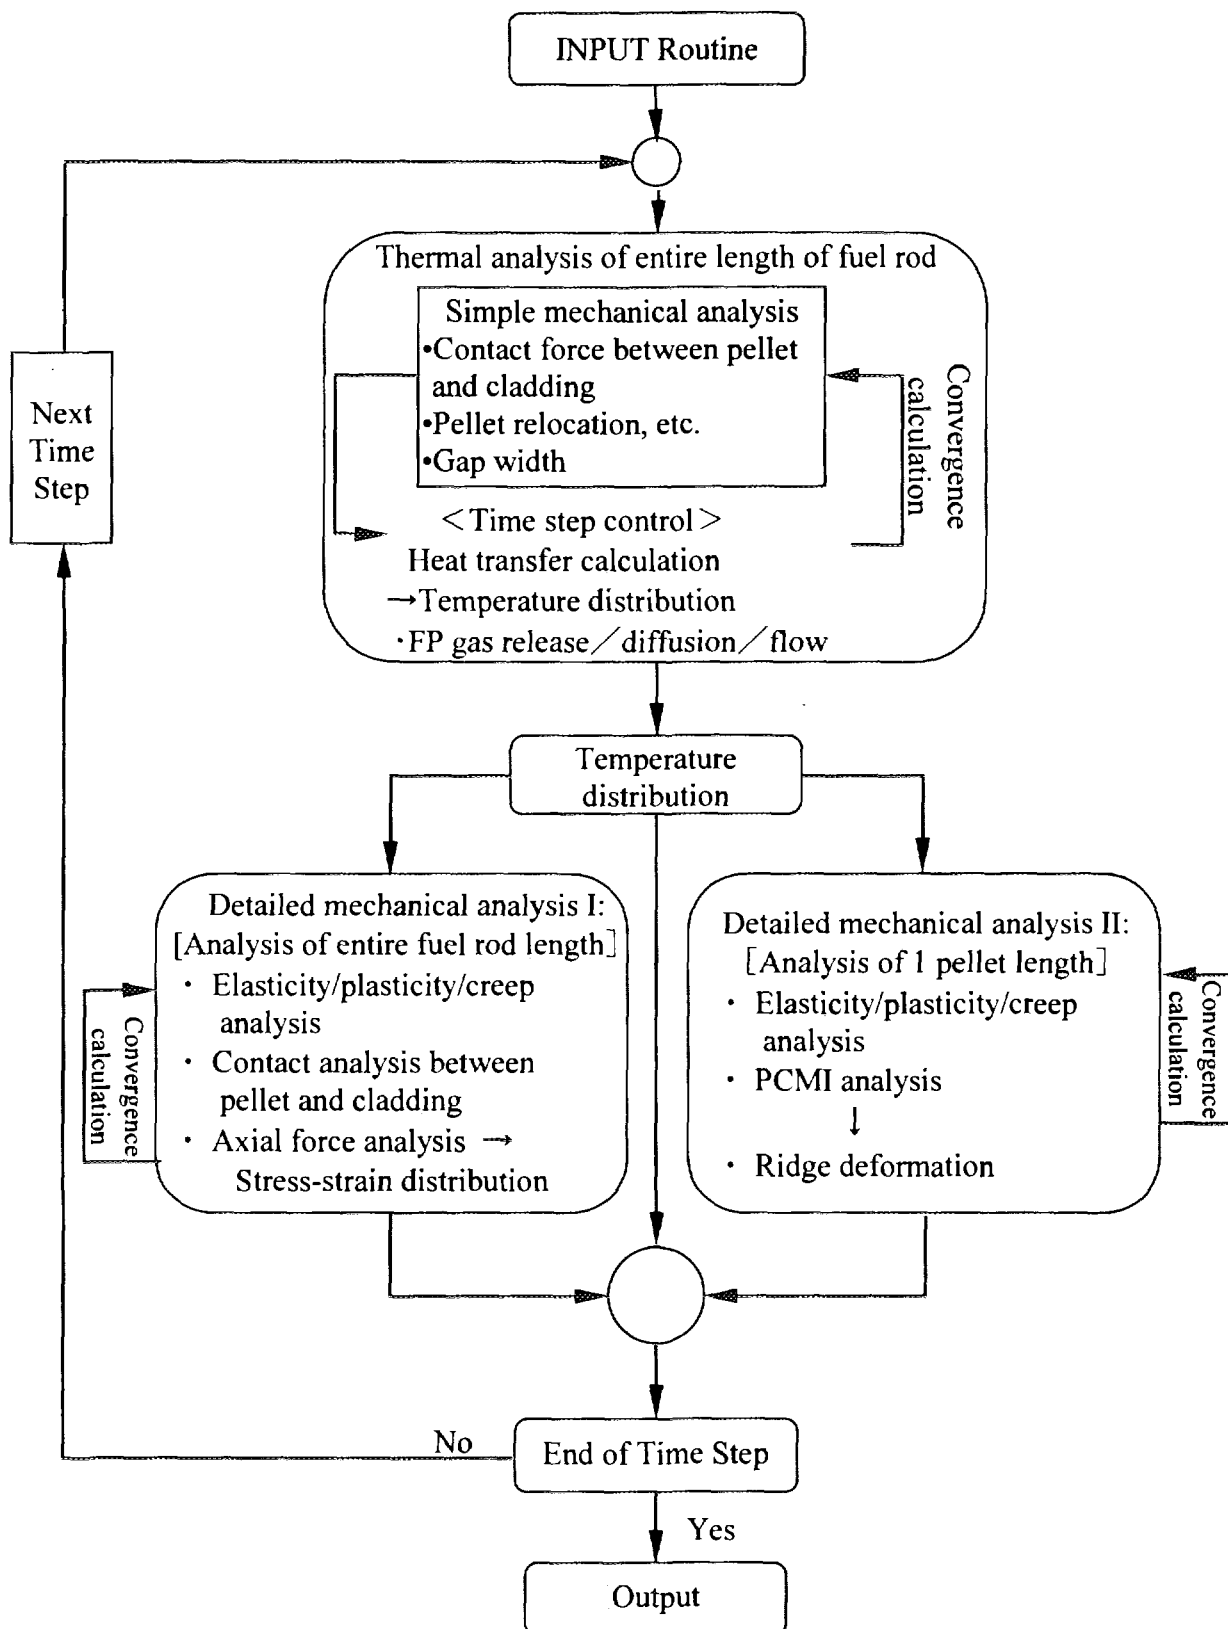 INPUT Routine
Thermal analysis of entire length of fuel rod
Simple mechanical analysis
•Contact force between pellet
and cladding
•Pellet relocation, etc.
•Gap width
Convergence
calculation
Next
Time
Step
<Time step control>
Heat transfer calculation
→Temperature distribution
·FP gas release／diffusion／flow
Temperature
distribution
Detailed mechanical analysis I:
[Analysis of entire fuel rod length]
· Elasticity/plasticity/creep
analysis
· Contact analysis between
pellet and cladding
· Axial force analysis →
Stress-strain distribution
Convergence
calculation
Detailed mechanical analysis II:
[Analysis of 1 pellet length]
· Elasticity/plasticity/creep
analysis
· PCMI analysis
↓
· Ridge deformation
Convergence
calculation
No
End of Time Step
Yes
Output